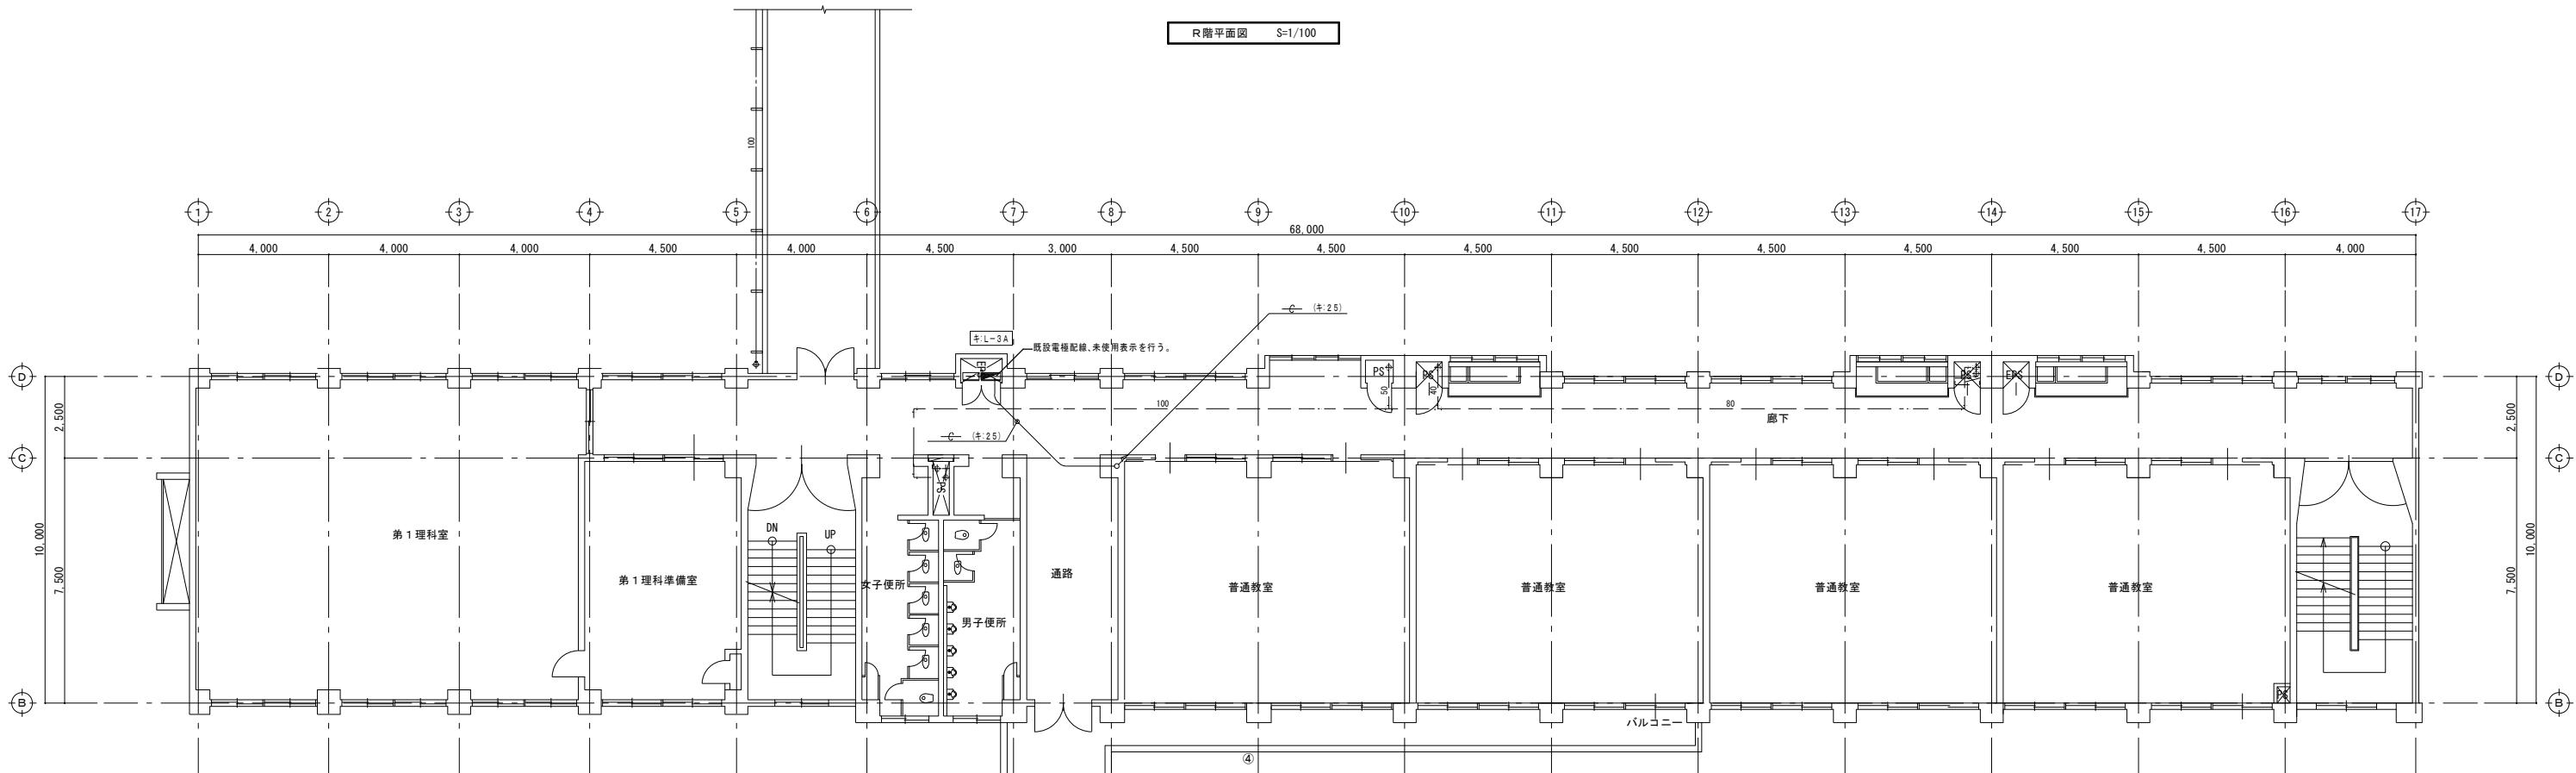 R階平面図 S=1/100
100
1 2 3 4 5 6 7 8 9 10 11 12 13 14 15 16 17
68,000
4,000 4,000 4,000 4,500 4,000 4,500 3,000 4,500 4,500 4,500 4,500 4,500 4,500 4,500 4,500 4,000
C (キ:25)
キ:L-3A
既設電極配線、未使用表示を行う。
D D
PS PS EPS
50 40
100 80
廊下
2,500 2,500
C (キ:25)
C C
PS
DN UP
第1理科室
10,000 10,000
7,500 7,500
第1理科準備室
女子便所
通路
普通教室 普通教室 普通教室 普通教室
男子便所
PS
B B
バルコニー
④